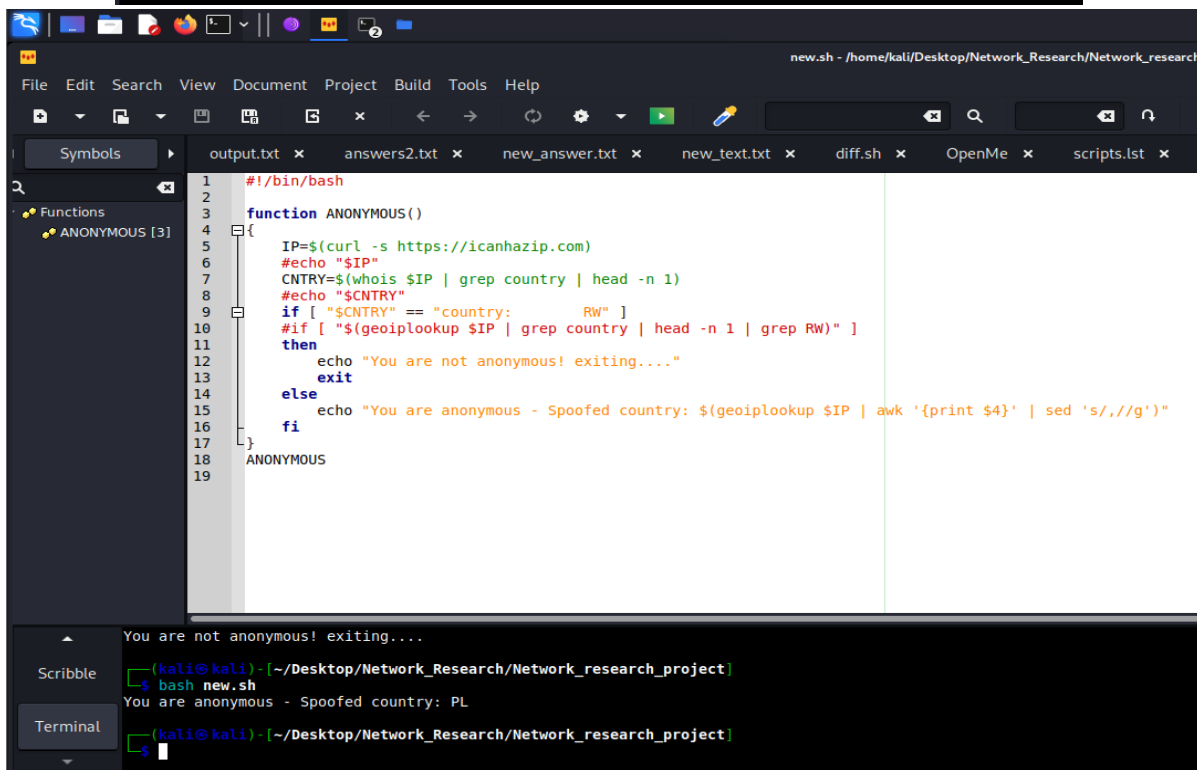 2
new.sh - /home/kali/Desktop/Network_Research/Network_research
File Edit Search View Document Project Build Tools Help
Symbols output.txt answers2.txt new_answer.txt new_text.txt diff.sh OpenMe scripts.lst
Functions
ANONYMOUS [3]
1 #!/bin/bash
2
3 function ANONYMOUS()
4 {
5 IP=$(curl -s https://icanhazip.com)
6 #echo "$IP"
7 CNTRY=$(whois $IP | grep country | head -n 1)
8 #echo "$CNTRY"
9 if [ "$CNTRY" == "country:        RW" ]
10 #if [ "$(geoiplookup $IP | grep country | head -n 1 | grep RW)" ]
11 then
12 echo "You are not anonymous! exiting...."
13 exit
14 else
15 echo "You are anonymous - Spoofed country: $(geoiplookup $IP | awk '{print $4}' | sed 's/,//g')"
16 fi
17 }
18 ANONYMOUS
19
Scribble
Terminal
You are not anonymous! exiting....
(kali㉿kali)-[~/Desktop/Network_Research/Network_research_project]
$ bash new.sh
You are anonymous - Spoofed country: PL
(kali㉿kali)-[~/Desktop/Network_Research/Network_research_project]
$